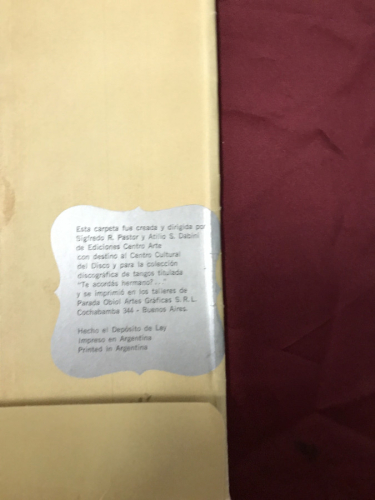 Esta carpeta fue creada y dirigida por
Sigfredo R. Pastor y Atilio S. Dabini
de Ediciones Centro Arte
con destino al Centro Cultural
del Disco y para la colección
discográfica de tangos titulada
"Te acordás hermano?.. "
y se imprimió en los talleres de
Parada Obiol Artes Gráficas S.R.L.
Cochabamba 344 - Buenos Aires.
Hecho el Depósito de Ley
Impreso en Argentina
Printed in Argentina